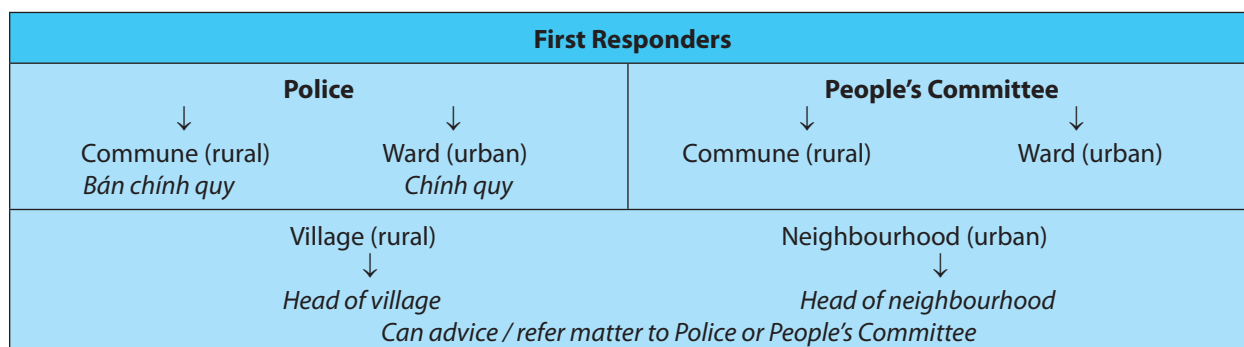 First Responders
Police People's Committee
↓ ↓ ↓ ↓
Commune (rural) Ward (urban) Commune (rural) Ward (urban)
Bán chính quy Chính quy
Village (rural) Neighbourhood (urban)
↓ ↓
Head of village Head of neighbourhood
Can advice / refer matter to Police or People's Committee